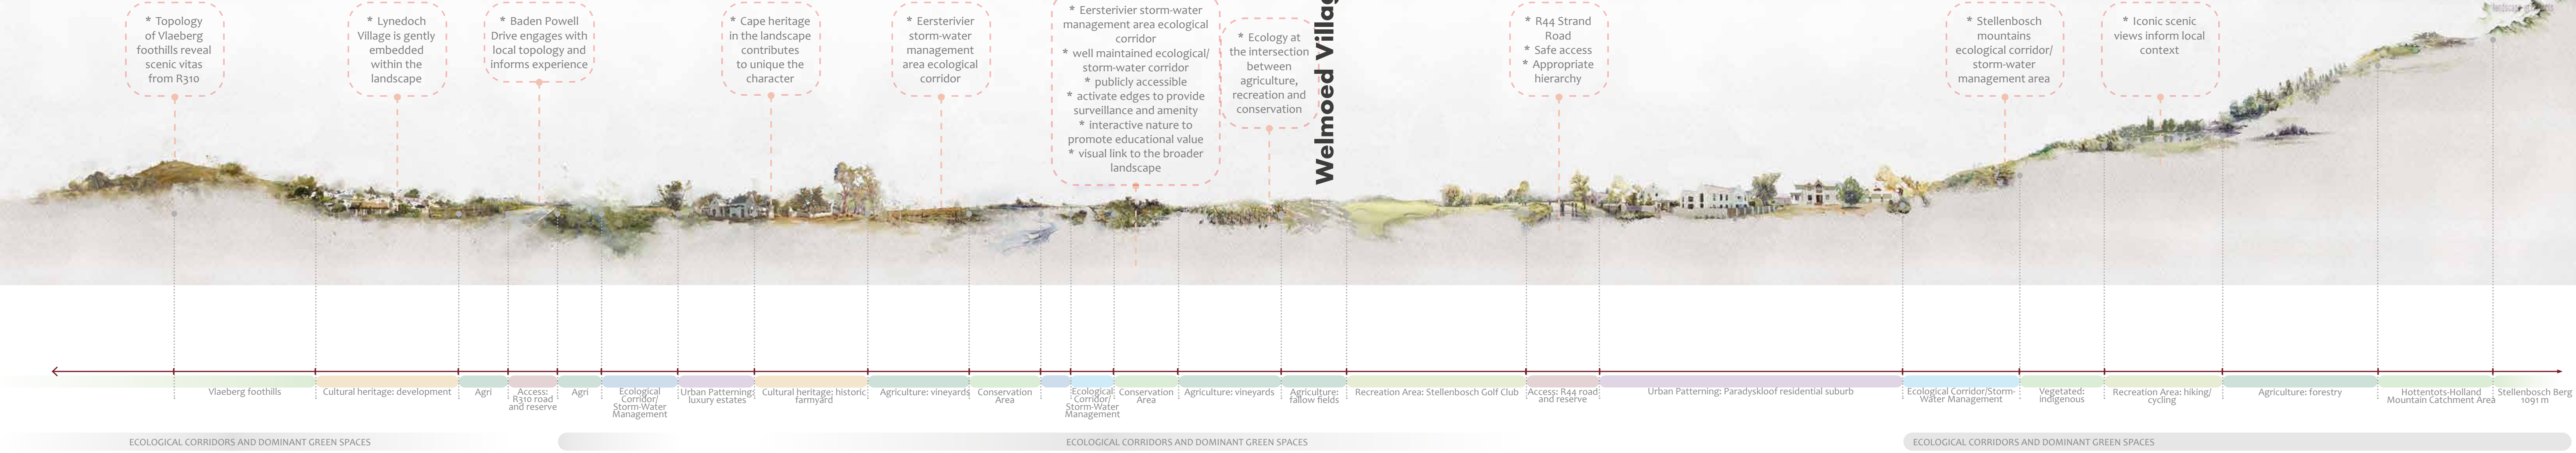 * Topology
of Vlaeberg
foothills reveal
scenic vitas
from R310
* Lynedoch
Village is gently
embedded
within the
landscape
* Baden Powell
Drive engages with
local topology and
informs experience
* Cape heritage
in the landscape
contributes
to unique the
character
* Eersterivier
storm-water
management
area ecological
corridor
* Eersterivier storm-water
management area ecological
corridor
* well maintained ecological/
storm-water corridor
* publicly accessible
* activate edges to provide
surveillance and amenity
* interactive nature to
promote educational value
* visual link to the broader
landscape
* Ecology at
the intersection
between
agriculture,
recreation and
conservation
Welmoed Villag
* R44 Strand
Road
* Safe access
* Appropriate
hierarchy
* Stellenbosch
mountains
ecological corridor/
storm-water
management area
* Iconic scenic
views inform local
context
Vlaeberg foothills
Cultural heritage: development
Agri
Access:
R310 road
and reserve
Agri
Ecological
Corridor/
Storm-Water
Management
Urban Patterning:
luxury estates
Cultural heritage: historic
farmyard
Agriculture: vineyards
Conservation
Area
Ecological
Corridor/
Storm-Water
Management
Conservation
Area
Agriculture: vineyards
Agriculture:
fallow fields
Recreation Area: Stellenbosch Golf Club
Access: R44 road
and reserve
Urban Patterning: Paradyskloof residential suburb
Ecological Corridor/Storm-
Water Management
Vegetated:
indigenous
Recreation Area: hiking/
cycling
Agriculture: forestry
Hottentots-Holland
Mountain Catchment Area
Stellenbosch Berg
1091 m
ECOLOGICAL CORRIDORS AND DOMINANT GREEN SPACES
ECOLOGICAL CORRIDORS AND DOMINANT GREEN SPACES
ECOLOGICAL CORRIDORS AND DOMINANT GREEN SPACES